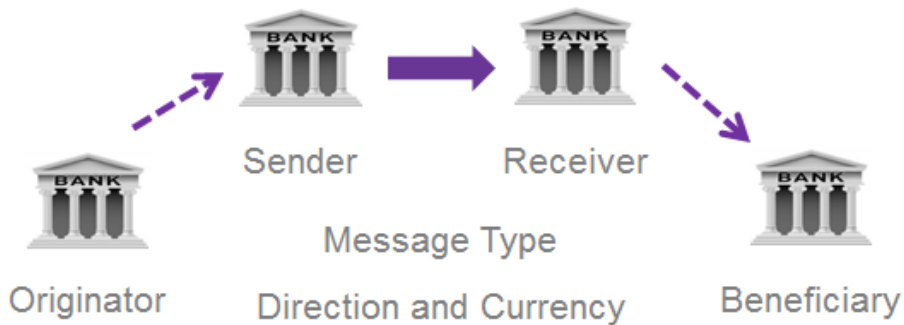 BANK
BANK
Sender
Receiver
BANK
BANK
Message Type
Originator
Direction and Currency
Beneficiary